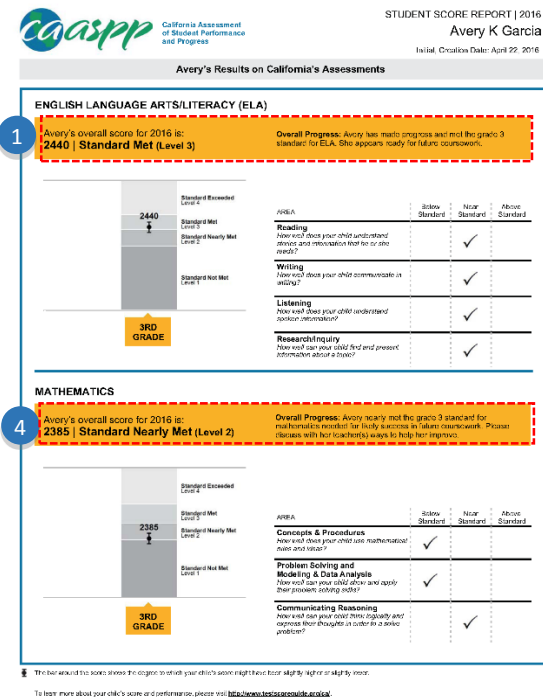 caaspp
California Assessment
of Student Performance
and Progress
STUDENT SCORE REPORT | 2016
Avery K Garcia
Initial, Creation Date: April 22, 2016
Avery's Results on California's Assessments
ENGLISH LANGUAGE ARTS/LITERACY (ELA)
1
Avery's overall score for 2016 is:
2440 | Standard Met (Level 3)
Overall Progress: Avery has made progress and met the grade 3
standard for ELA. She appears ready for future coursework.
Standard Exceeded
Level 4
2440
Standard Met
Level 3
Standard Nearly Met
Level 2
Standard Not Met
Level 1
3RD
GRADE
AREA
Below
Standard
Near
Standard
Above
Standard
Reading
How well does your child understand
stories and information that he or she
reads?
Writing
How well does your child communicate in
writing?
Listening
How well does your child understand
spoken information?
Research/Inquiry
How well can your child find and present
information about a topic?
MATHEMATICS
4
Avery's overall score for 2016 is:
2385 | Standard Nearly Met (Level 2)
Overall Progress: Avery nearly met the grade 3 standard for
mathematics needed for likely success in future coursework. Please
discuss with her teacher(s) ways to help her improve.
Standard Exceeded
Level 4
Standard Met
Level 3
2385
Standard Nearly Met
Level 2
Standard Not Met
Level 1
3RD
GRADE
AREA
Below
Standard
Near
Standard
Above
Standard
Concepts & Procedures
How well does your child use mathematical
rules and ideas?
Problem Solving and
Modeling & Data Analysis
How well can your child show and apply
their problem solving skills?
Communicating Reasoning
How well can your child think logically and
express their thoughts in order to solve a
problem?
The bar around the score shows the degree to which your child's score might have been slightly higher or slightly lower.
To learn more about your child's score and performance, please visit http://www.testscoreguide.org/ca/.